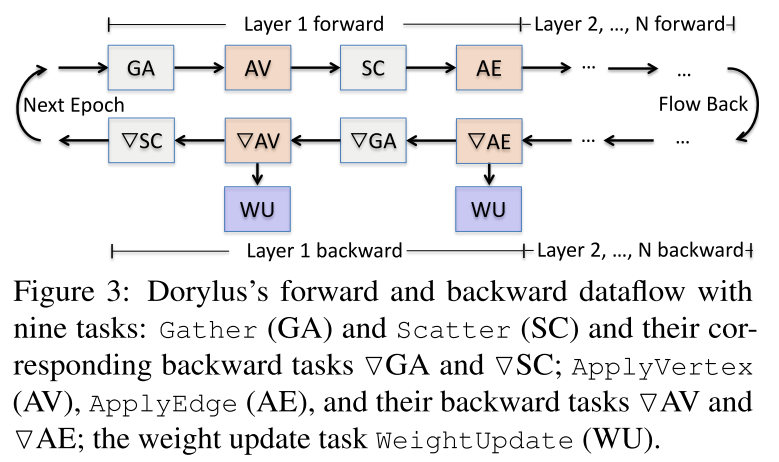 Layer 1 forward Layer 2, ..., N forward
GA AV SC AE ... ...
Next Epoch Flow Back
▽SC ▽AV ▽GA ▽AE ... ...
WU WU
Layer 1 backward Layer 2, ..., N backward
Figure 3: Dorylus's forward and backward dataflow with
nine tasks: Gather (GA) and Scatter (SC) and their cor-
responding backward tasks ▽GA and ▽SC; ApplyVertex
(AV), ApplyEdge (AE), and their backward tasks ▽AV and
▽AE; the weight update task WeightUpdate (WU).